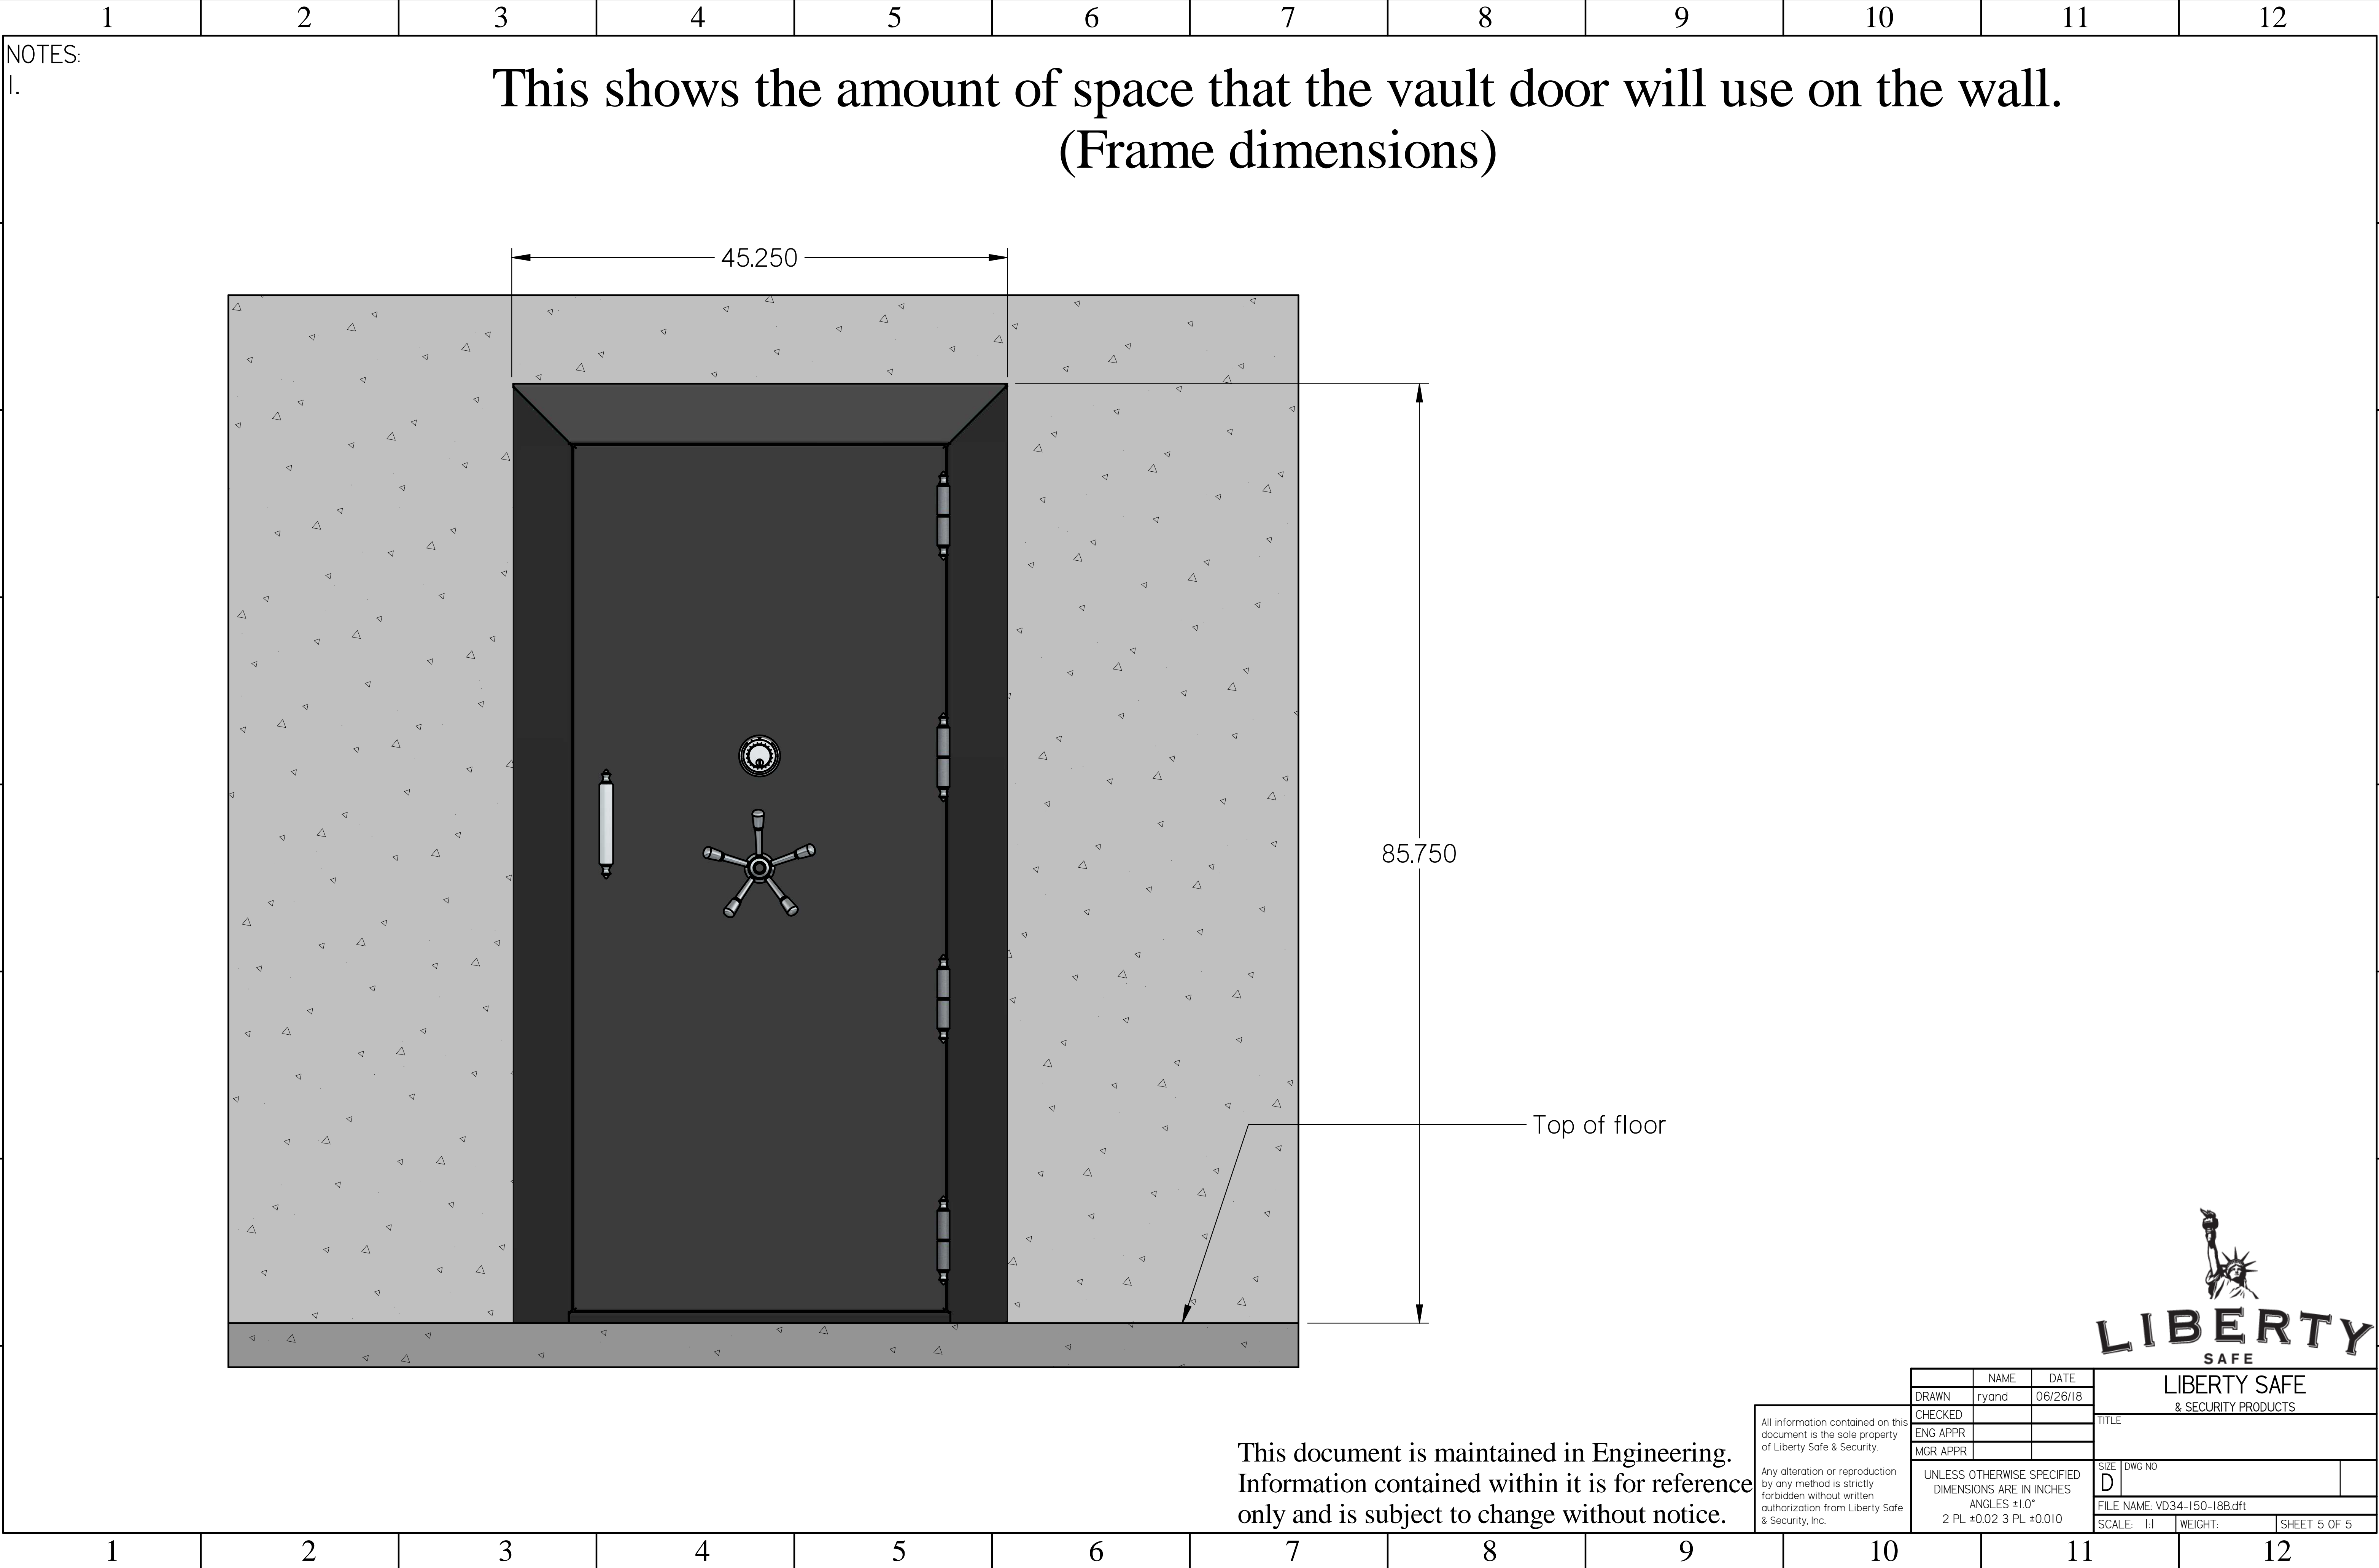 1 2 3 4 5 6 7 8 9 10 11 12
NOTES:
1.
This shows the amount of space that the vault door will use on the wall.
(Frame dimensions)
45.250
85.750
Top of floor
LIBERTY
SAFE
This document is maintained in Engineering.
Information contained within it is for reference
only and is subject to change without notice.
All information contained on this
document is the sole property
of Liberty Safe & Security.
Any alteration or reproduction
by any method is strictly
forbidden without written
authorization from Liberty Safe
& Security, Inc.
NAME DATE
DRAWN ryand 06/26/18
CHECKED
ENG APPR
MGR APPR
UNLESS OTHERWISE SPECIFIED
DIMENSIONS ARE IN INCHES
ANGLES ±1.0°
2 PL ±0.02 3 PL ±0.010
LIBERTY SAFE
& SECURITY PRODUCTS
TITLE
SIZE DWG NO
D
FILE NAME: VD34-150-18B.dft
SCALE: 1:1 WEIGHT: SHEET 5 OF 5
1 2 3 4 5 6 7 8 9 10 11 12